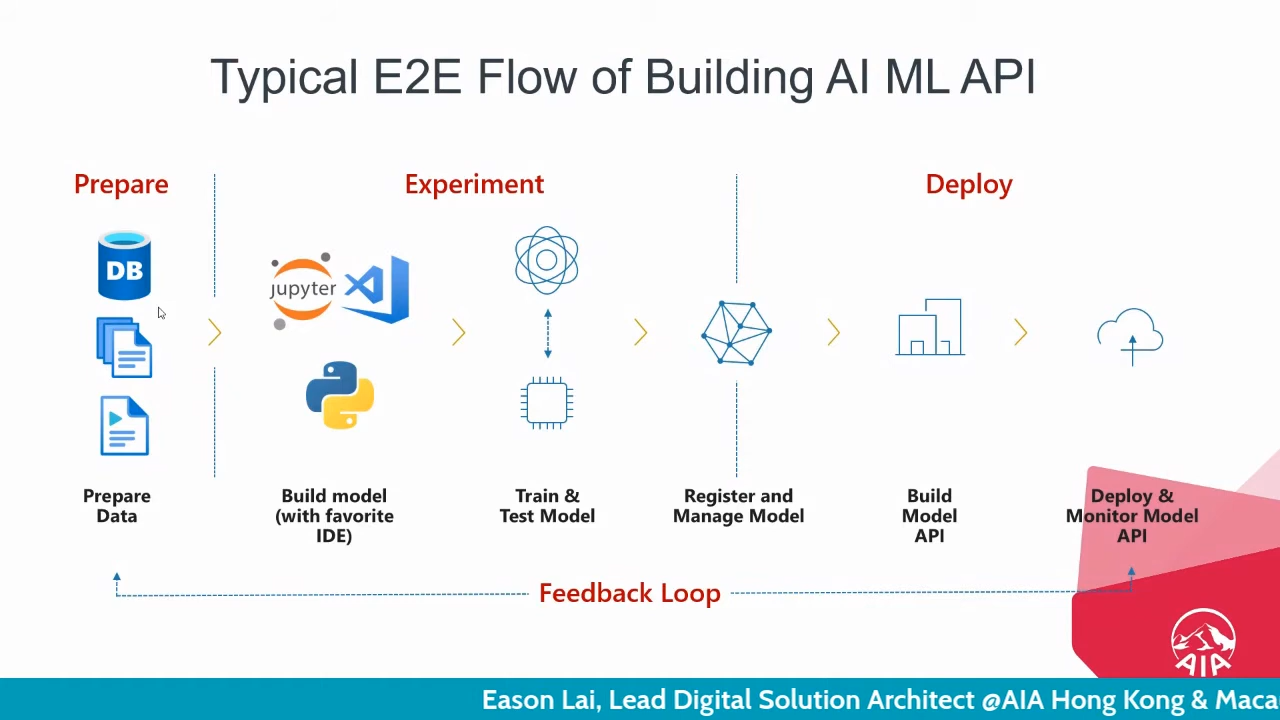 Typical E2E Flow of Building AI ML API
Prepare
Experiment
Deploy
DB
jupyter
Prepare
Data
Build model
(with favorite
IDE)
Train &
Test Model
Register and
Manage Model
Build
Model
API
Deploy &
Monitor Model
API
Feedback Loop
AIA
Eason Lai, Lead Digital Solution Architect @AIA Hong Kong & Maca